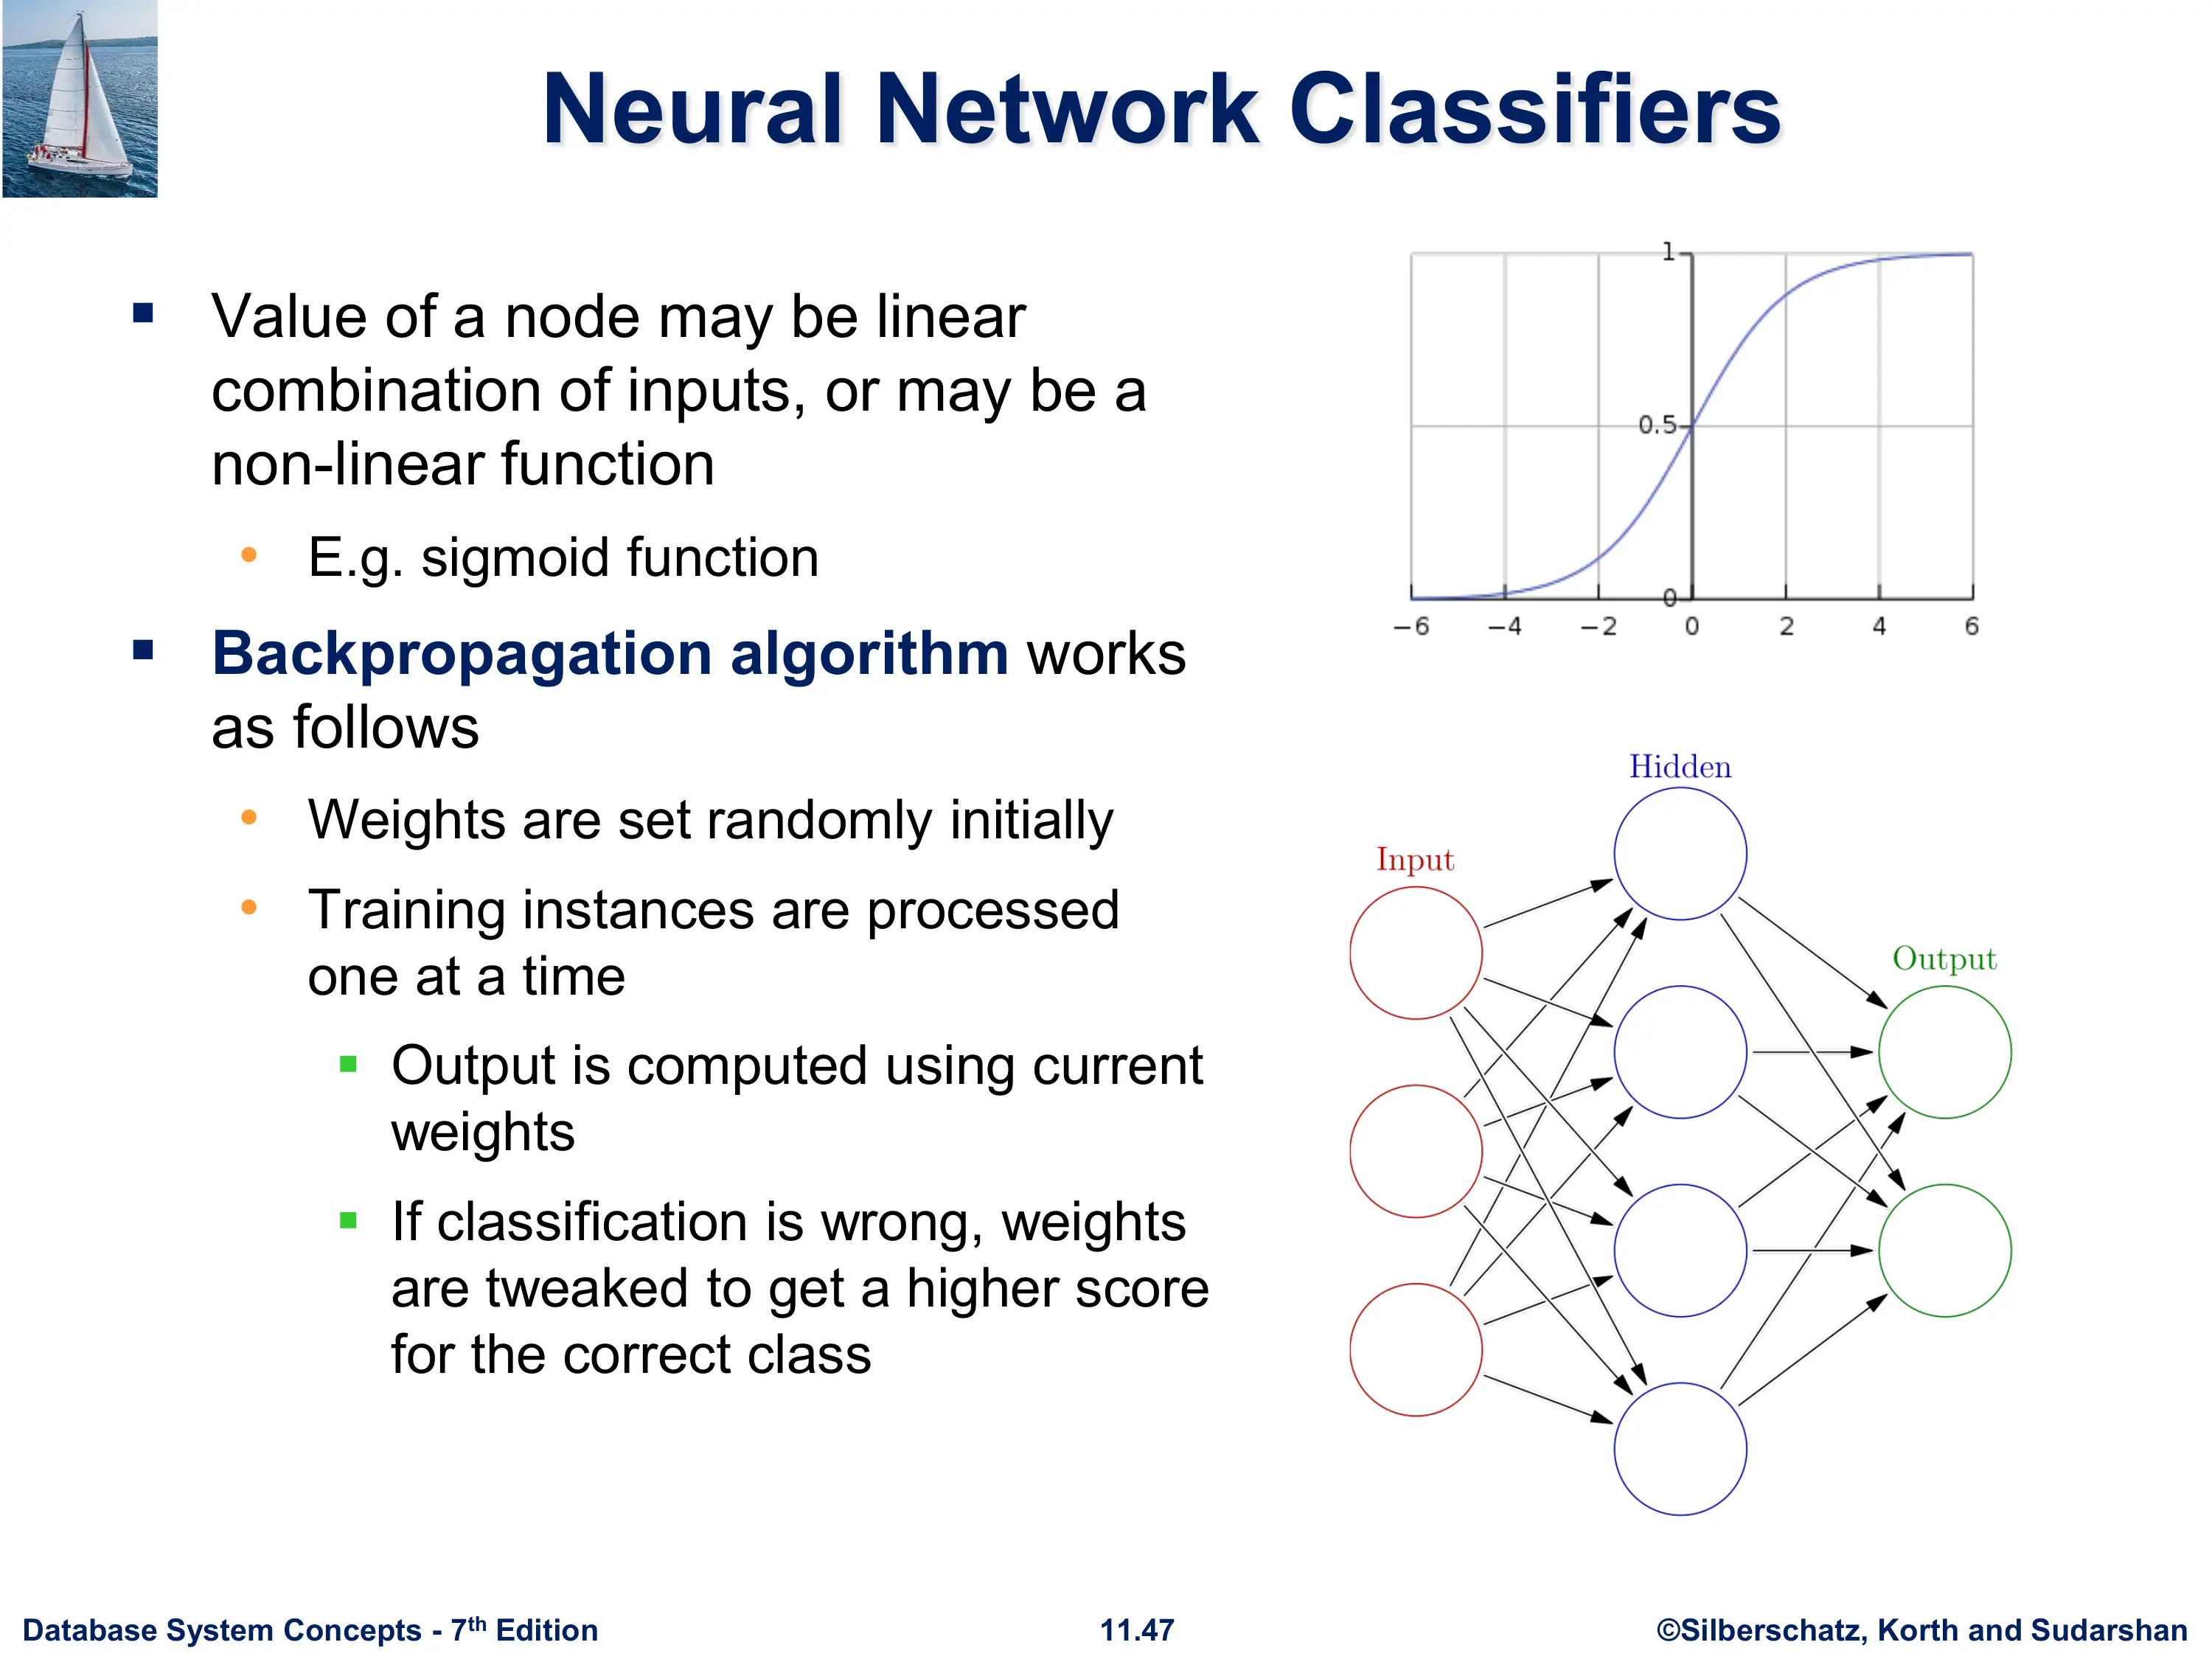 Neural Network Classifiers
▪ Value of a node may be linear
combination of inputs, or may be a
non-linear function
• E.g. sigmoid function
▪ Backpropagation algorithm works
as follows
• Weights are set randomly initially
• Training instances are processed
one at a time
▪ Output is computed using current
weights
▪ If classification is wrong, weights
are tweaked to get a higher score
for the correct class
1
0.5
0
−6 −4 −2 0 2 4 6
Hidden
Input
Output
Database System Concepts - 7th Edition
11.47
©Silberschatz, Korth and Sudarshan